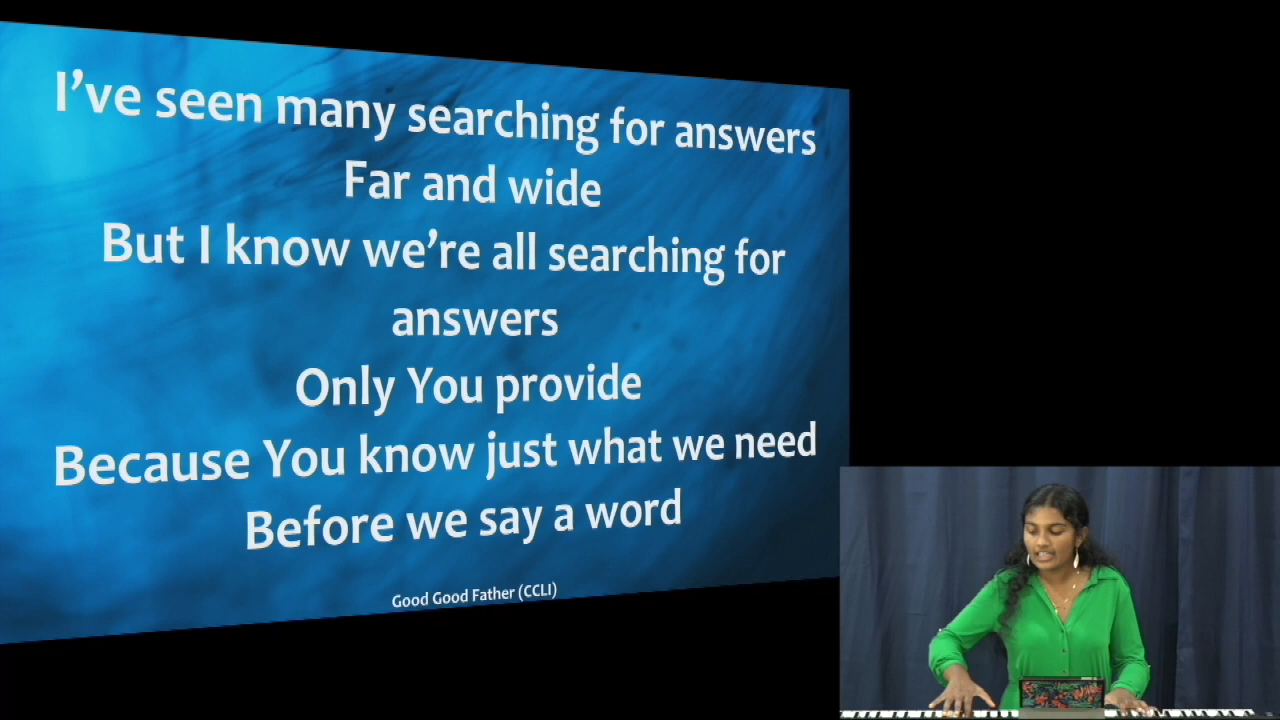 I've seen many searching for answers
Far and wide
But I know we're all searching for
answers
Only You provide
Because You know just what we need
Before we say a word
Good Good Father (CCLI)